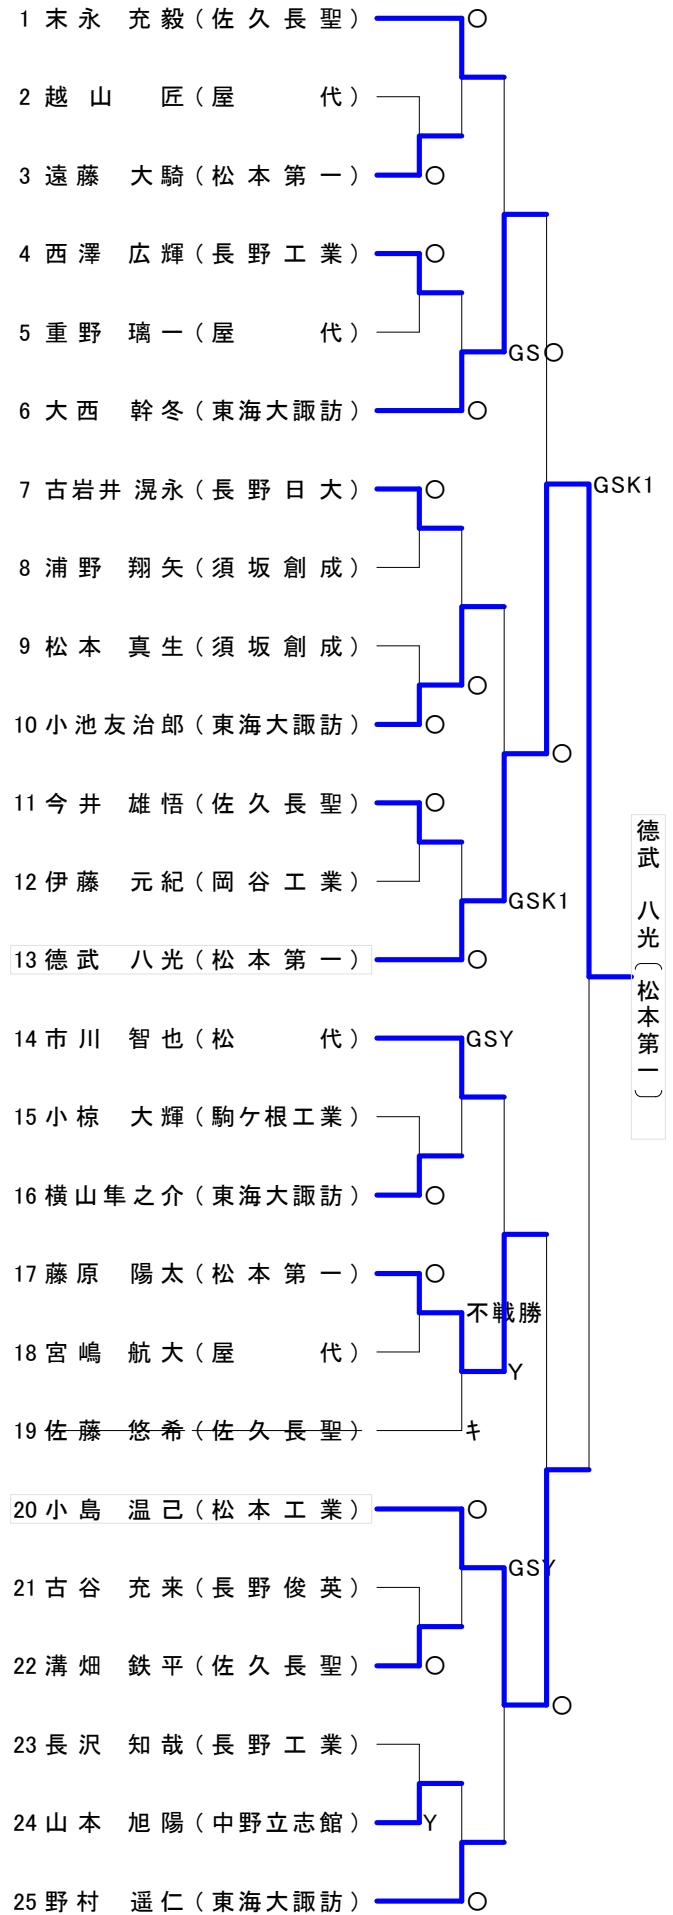 1 末永 充毅(佐久長聖) ○
2 越山 匠(屋代)
3 遠藤 大騎(松本第一) ○
4 西澤 広輝(長野工業) ○
5 重野 璃一(屋代)
GS○
6 大西 幹冬(東海大諏訪) ○
7 古岩井 滉永(長野日大) ○
GSK1
8 浦野 翔矢(須坂創成)
9 松本 真生(須坂創成)
○
10 小池友治郎(東海大諏訪) ○
○
11 今井 雄悟(佐久長聖) ○
12 伊藤 元紀(岡谷工業)
GSK1
13 德武 八光(松本第一) ○
德武 八光(松本第一)
14 市川 智也(松代) GSY
15 小椋 大輝(駒ケ根工業)
16 横山隼之介(東海大諏訪) ○
17 藤原 陽太(松本第一) ○
不戦勝
18 宮嶋 航大(屋代)
Y
19 佐藤 悠希(佐久長聖) キ
20 小島 温己(松本工業) ○
GSY
21 古谷 充来(長野俊英)
22 溝畑 鉄平(佐久長聖) ○
○
23 長沢 知哉(長野工業)
24 山本 旭陽(中野立志館) Y
25 野村 遥仁(東海大諏訪) ○